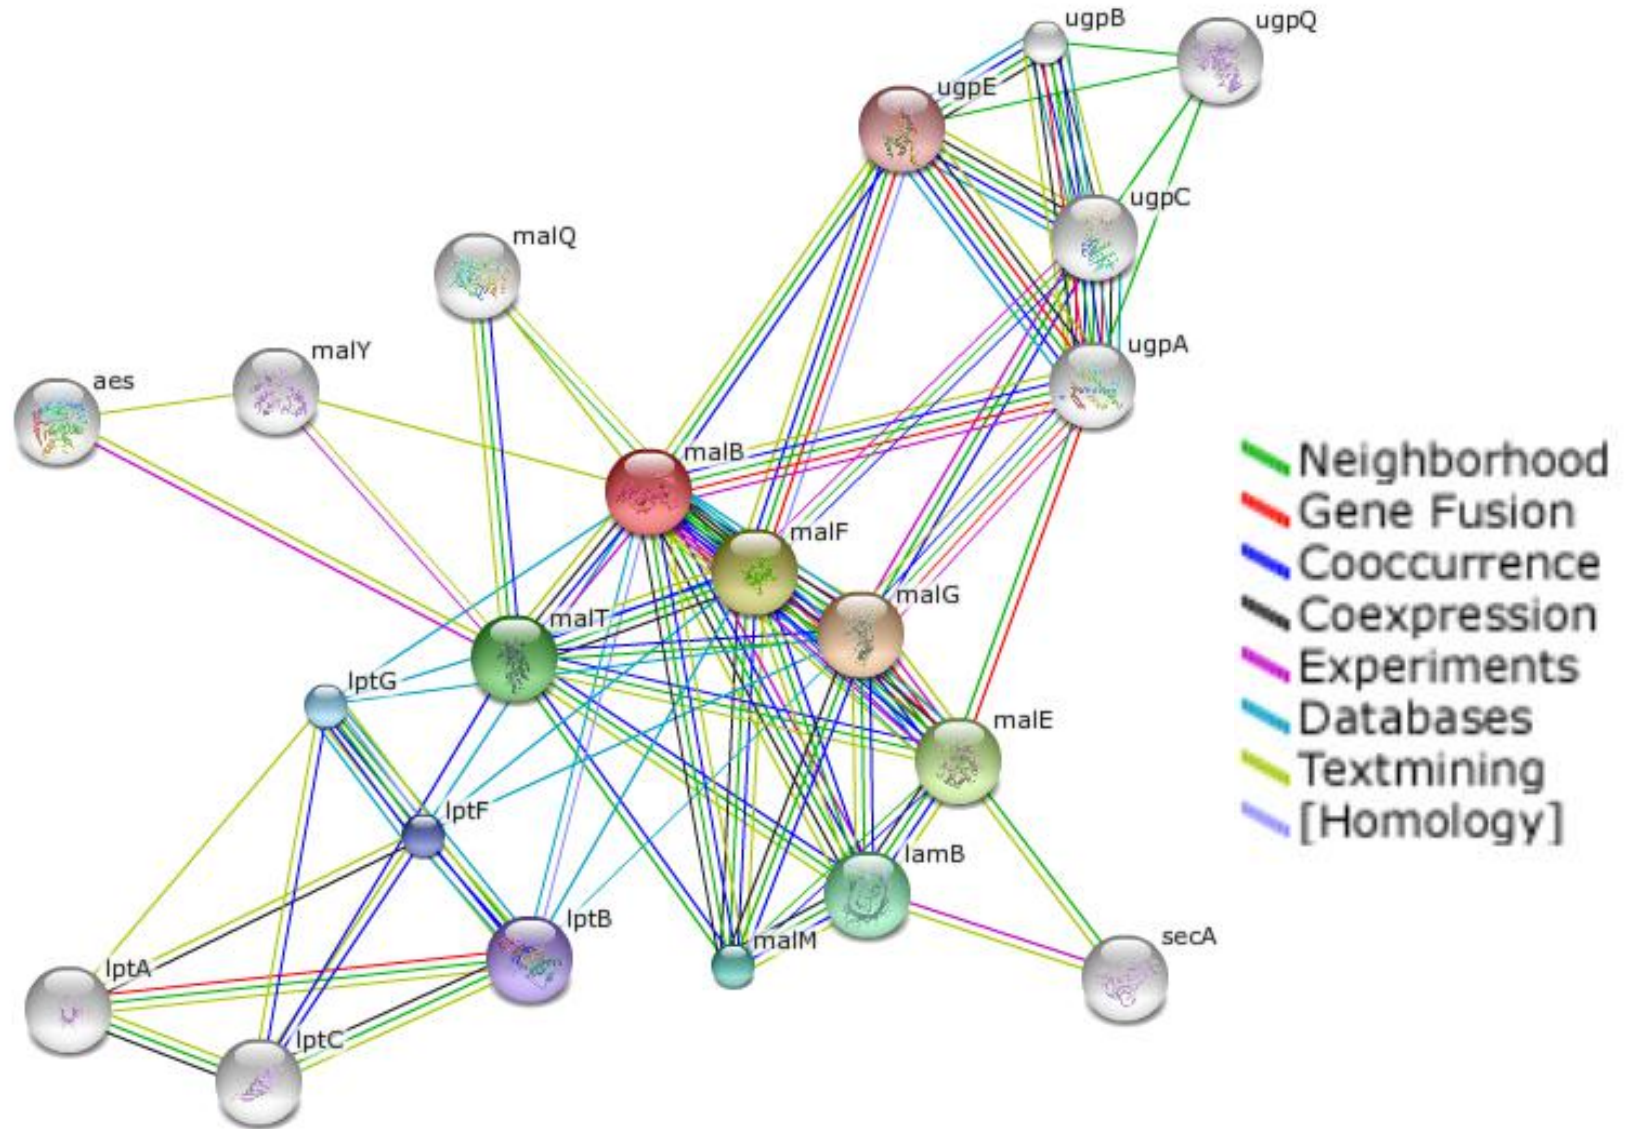 ugpB
ugpQ
ugpE
ugpC
malQ
ugpA
malY
aes
malB
malF
malG
malT
lptG
malE
lptF
lamB
lptB
malM
secA
lptA
lptC
Neighborhood
Gene Fusion
Cooccurrence
Coexpression
Experiments
Databases
Textmining
[Homology]